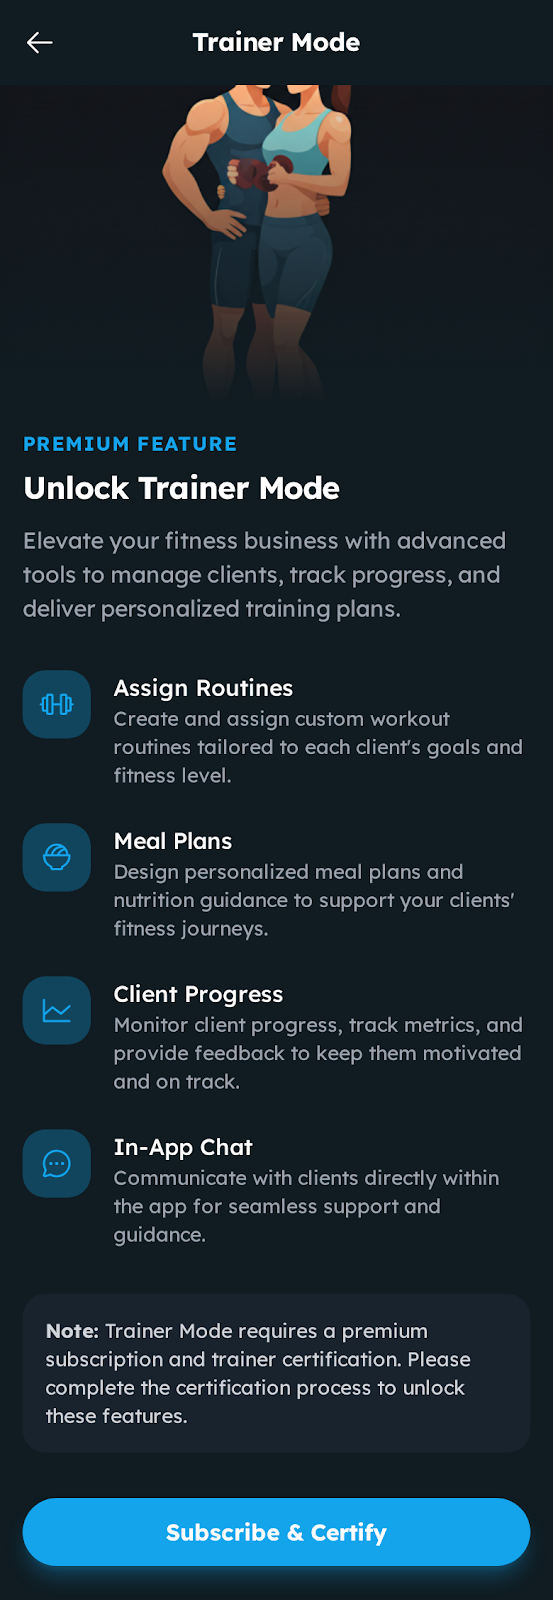 Trainer Mode
PREMIUM FEATURE
Unlock Trainer Mode
Elevate your fitness business with advanced
tools to manage clients, track progress, and
deliver personalized training plans.
Assign Routines
Create and assign custom workout
routines tailored to each client's goals and
fitness level.
Meal Plans
Design personalized meal plans and
nutrition guidance to support your clients'
fitness journeys.
Client Progress
Monitor client progress, track metrics, and
provide feedback to keep them motivated
and on track.
In-App Chat
Communicate with clients directly within
the app for seamless support and
guidance.
Note: Trainer Mode requires a premium
subscription and trainer certification. Please
complete the certification process to unlock
these features.
Subscribe & Certify